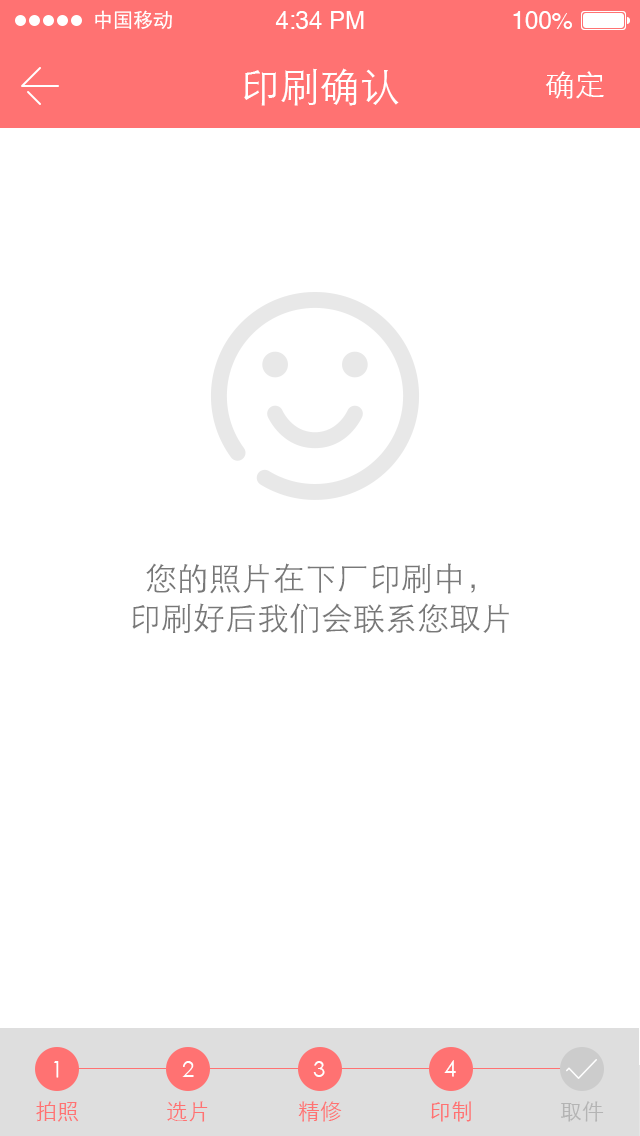 中国移动 4:34 PM 100%
印刷确认 确定
您的照片在下厂印刷中，
印刷好后我们会联系您取片
1 2 3 4
拍照 选片 精修 印制 取件